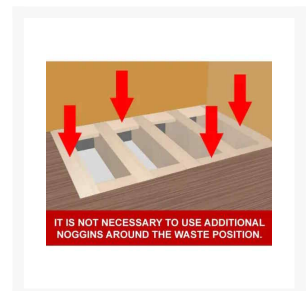 IT IS NOT NECESSARY TO USE ADDITIONAL
NOGGINS AROUND THE WASTE POSITION.